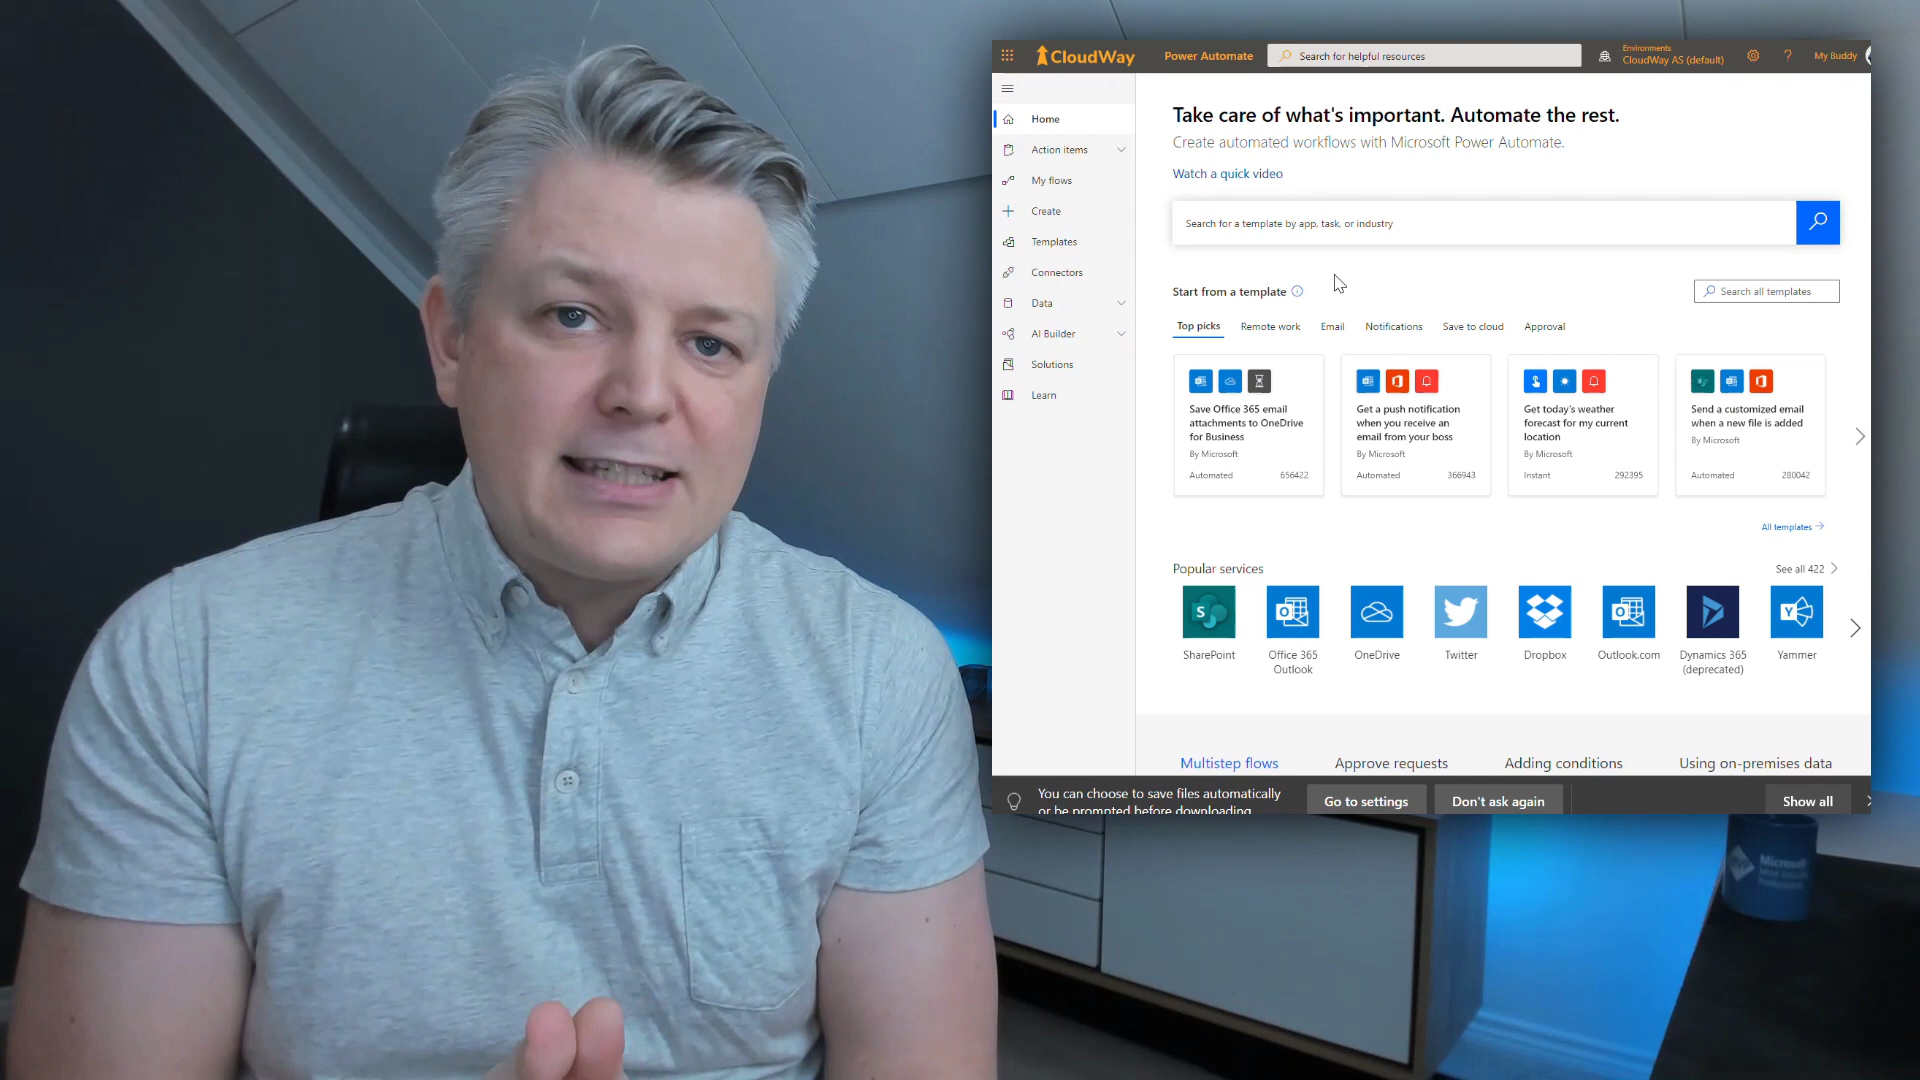 CloudWay
Power Automate
Search for helpful resources
Environments
CloudWay AS (default)
?
My Buddy
Home
Action items
My flows
Create
Templates
Connectors
Data
AI Builder
Solutions
Learn
Take care of what's important. Automate the rest.
Create automated workflows with Microsoft Power Automate.
Watch a quick video
Search for a template by app, task, or industry
Start from a template
Search all templates
Top picks
Remote work
Email
Notifications
Save to cloud
Approval
Save Office 365 email
attachments to OneDrive
for Business
By Microsoft
Automated 656422
Get a push notification
when you receive an
email from your boss
By Microsoft
Automated 366943
Get today's weather
forecast for my current
location
By Microsoft
Instant 292395
Send a customized email
when a new file is added
By Microsoft
Automated 280042
All templates
Popular services
See all 422
SharePoint
Office 365
Outlook
OneDrive
Twitter
Dropbox
Outlook.com
Dynamics 365
(deprecated)
Yammer
Multistep flows
Approve requests
Adding conditions
Using on-premises data
You can choose to save files automatically
or be prompted before downloading.
Go to settings
Don't ask again
Show all
Microsoft